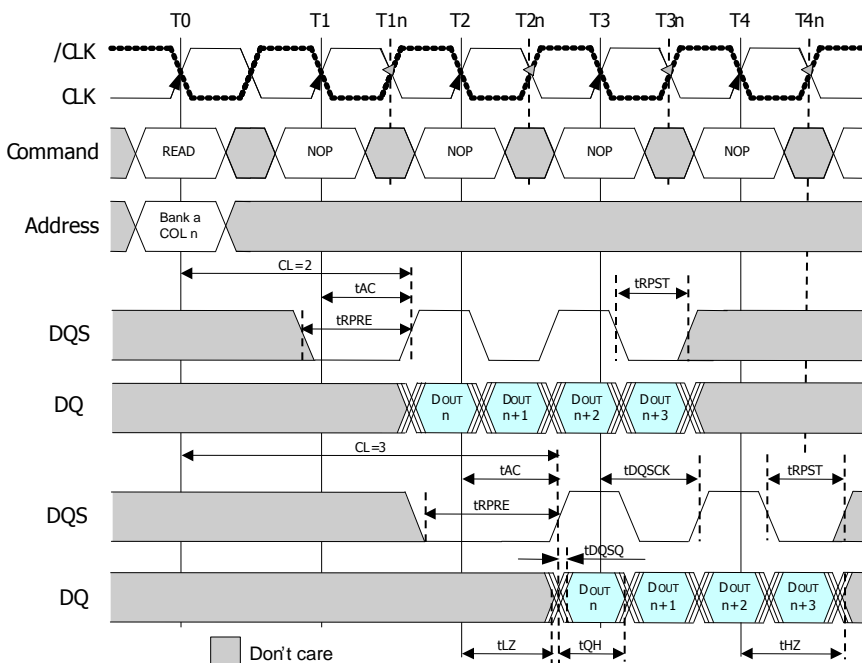 T0 T1 T1n T2 T2n T3 T3n T4 T4n
/CLK
CLK
Command READ NOP NOP NOP NOP
Address Bank a
COL n
CL=2
tAC tRPST
tRPRE
DQS
DQ DOUT n DOUT n+1 DOUT n+2 DOUT n+3
CL=3
tAC tDQSCK tRPST
tRPRE
DQS
tDQSQ
DQ DOUT n DOUT n+1 DOUT n+2 DOUT n+3
tLZ tQH tHZ
Don't care